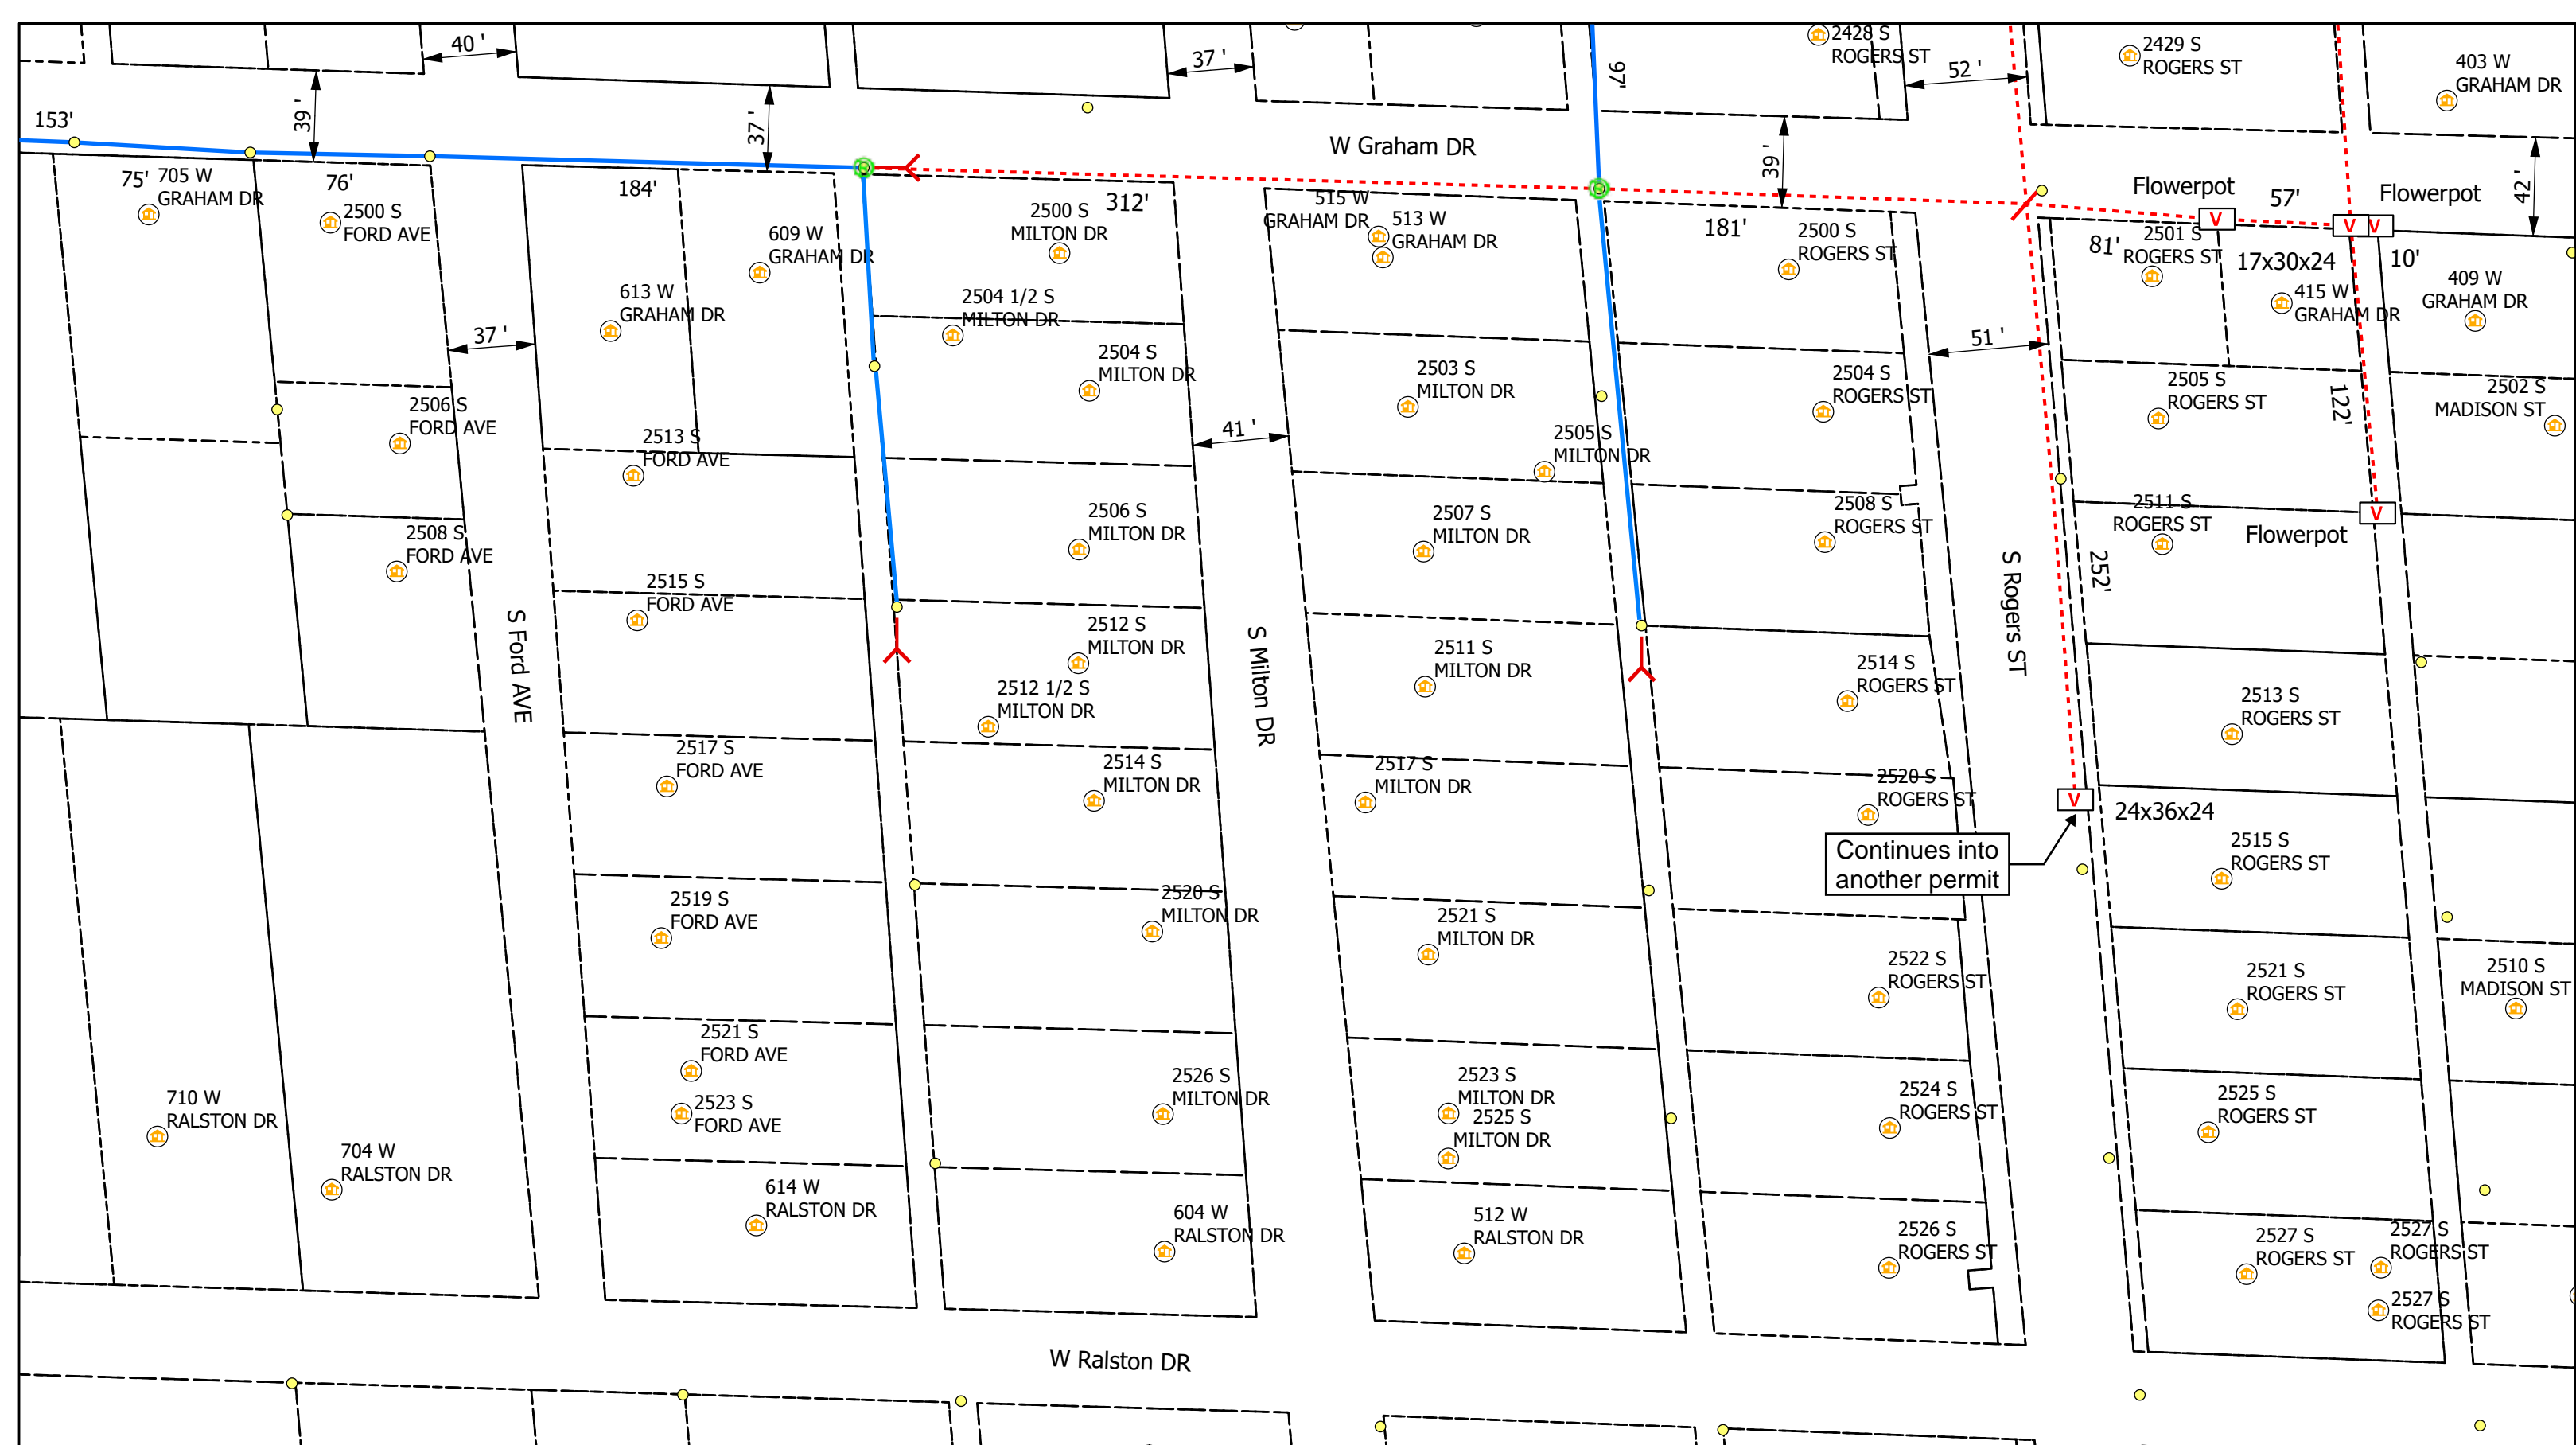 40 '
37 '
97'
2428 S
ROGERS ST
52 '
2429 S
ROGERS ST
403 W
GRAHAM DR
153'
39 '
37 '
W Graham DR
39 '
42 '
75'
705 W
GRAHAM DR
76'
2500 S
FORD AVE
184'
609 W
GRAHAM DR
613 W
GRAHAM DR
2500 S
MILTON DR
312'
515 W
GRAHAM DR
513 W
GRAHAM DR
181'
2500 S
ROGERS ST
Flowerpot
57'
Flowerpot
V
V
V
81'
2501 S
ROGERS ST
17x30x24
10'
415 W
GRAHAM DR
409 W
GRAHAM DR
2504 1/2 S
MILTON DR
37 '
51 '
2504 S
MILTON DR
2503 S
MILTON DR
2504 S
ROGERS ST
2505 S
ROGERS ST
122'
2502 S
MADISON ST
2506 S
FORD AVE
2513 S
FORD AVE
41 '
2505 S
MILTON DR
2508 S
FORD AVE
2506 S
MILTON DR
2507 S
MILTON DR
2508 S
ROGERS ST
2511 S
ROGERS ST
V
Flowerpot
S Ford AVE
2515 S
FORD AVE
S Milton DR
S Rogers ST
252'
2512 S
MILTON DR
2511 S
MILTON DR
2514 S
ROGERS ST
2512 1/2 S
MILTON DR
2513 S
ROGERS ST
2517 S
FORD AVE
2514 S
MILTON DR
2517 S
MILTON DR
2520 S
ROGERS ST
V
24x36x24
Continues into
another permit
2515 S
ROGERS ST
2519 S
FORD AVE
2520 S
MILTON DR
2521 S
MILTON DR
2522 S
ROGERS ST
2521 S
ROGERS ST
2510 S
MADISON ST
2521 S
FORD AVE
2523 S
FORD AVE
2526 S
MILTON DR
2523 S
MILTON DR
2525 S
MILTON DR
2524 S
ROGERS ST
2525 S
ROGERS ST
710 W
RALSTON DR
704 W
RALSTON DR
614 W
RALSTON DR
604 W
RALSTON DR
512 W
RALSTON DR
2526 S
ROGERS ST
2527 S
ROGERS ST
2527 S
ROGERS ST
2527 S
ROGERS ST
W Ralston DR